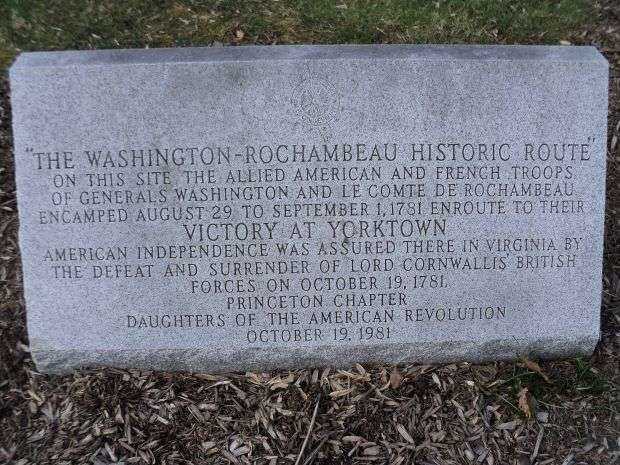 "THE WASHINGTON-ROCHAMBEAU HISTORIC ROUTE"
ON THIS SITE, THE ALLIED AMERICAN AND FRENCH TROOPS
OF GENERALS WASHINGTON AND LE COMTE DE ROCHAMBEAU
ENCAMPED AUGUST 29 TO SEPTEMBER 1, 1781 ENROUTE TO THEIR
VICTORY AT YORKTOWN
AMERICAN INDEPENDENCE WAS ASSURED THERE IN VIRGINIA BY
THE DEFEAT AND SURRENDER OF LORD CORNWALLIS' BRITISH
FORCES ON OCTOBER 19, 1781.
PRINCETON CHAPTER
DAUGHTERS OF THE AMERICAN REVOLUTION
OCTOBER 19, 1981